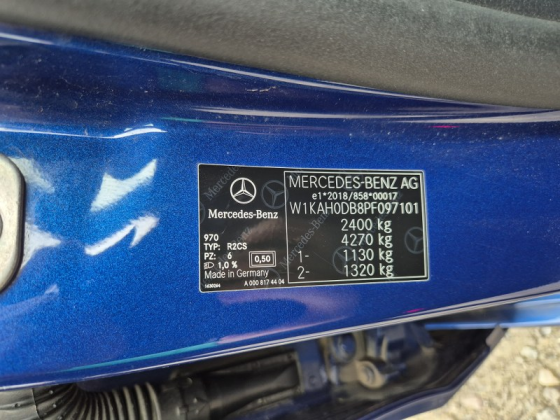 Mercedes-Benz
970
TYP: R2CS
PZ: 6 0,50
1,0 %
Made in Germany
A 000 817 44 04
MERCEDES-BENZ AG
e1*2018/858*00017
W1KAH0DB8PF097101
2400 kg
4270 kg
1- 1130 kg
2- 1320 kg